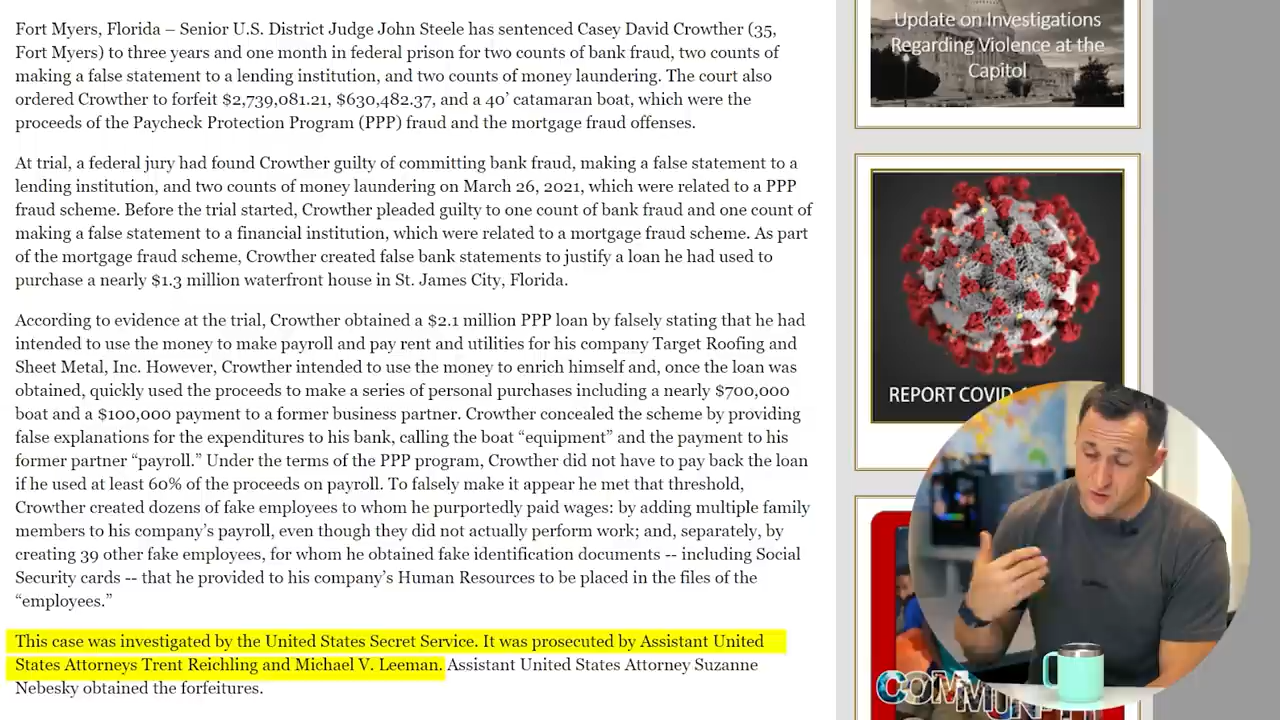 Fort Myers, Florida – Senior U.S. District Judge John Steele has sentenced Casey David Crowther (35,
Fort Myers) to three years and one month in federal prison for two counts of bank fraud, two counts of
making a false statement to a lending institution, and two counts of money laundering. The court also
ordered Crowther to forfeit $2,739,081.21, $630,482.37, and a 40’ catamaran boat, which were the
proceeds of the Paycheck Protection Program (PPP) fraud and the mortgage fraud offenses.
At trial, a federal jury had found Crowther guilty of committing bank fraud, making a false statement to a
lending institution, and two counts of money laundering on March 26, 2021, which were related to a PPP
fraud scheme. Before the trial started, Crowther pleaded guilty to one count of bank fraud and one count of
making a false statement to a financial institution, which were related to a mortgage fraud scheme. As part
of the mortgage fraud scheme, Crowther created false bank statements to justify a loan he had used to
purchase a nearly $1.3 million waterfront house in St. James City, Florida.
According to evidence at the trial, Crowther obtained a $2.1 million PPP loan by falsely stating that he had
intended to use the money to make payroll and pay rent and utilities for his company Target Roofing and
Sheet Metal, Inc. However, Crowther intended to use the money to enrich himself and, once the loan was
obtained, quickly used the proceeds to make a series of personal purchases including a nearly $700,000
boat and a $100,000 payment to a former business partner. Crowther concealed the scheme by providing
false explanations for the expenditures to his bank, calling the boat “equipment” and the payment to his
former partner “payroll.” Under the terms of the PPP program, Crowther did not have to pay back the loan
if he used at least 60% of the proceeds on payroll. To falsely make it appear he met that threshold,
Crowther created dozens of fake employees to whom he purportedly paid wages: by adding multiple family
members to his company’s payroll, even though they did not actually perform work; and, separately, by
creating 39 other fake employees, for whom he obtained fake identification documents -- including Social
Security cards -- that he provided to his company’s Human Resources to be placed in the files of the
“employees.”
This case was investigated by the United States Secret Service. It was prosecuted by Assistant United
States Attorneys Trent Reichling and Michael V. Leeman. Assistant United States Attorney Suzanne
Nebesky obtained the forfeitures.
Update on Investigations
Regarding Violence at the
Capitol
REPORT COVID